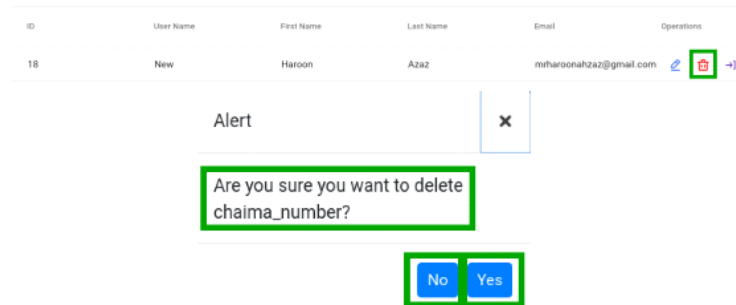 ID User Name First Name Last Name Email Operations
18 New Haroon Azaz mrharoonahzaz@gmail.com
Alert
Are you sure you want to delete
chaima_number?
No Yes